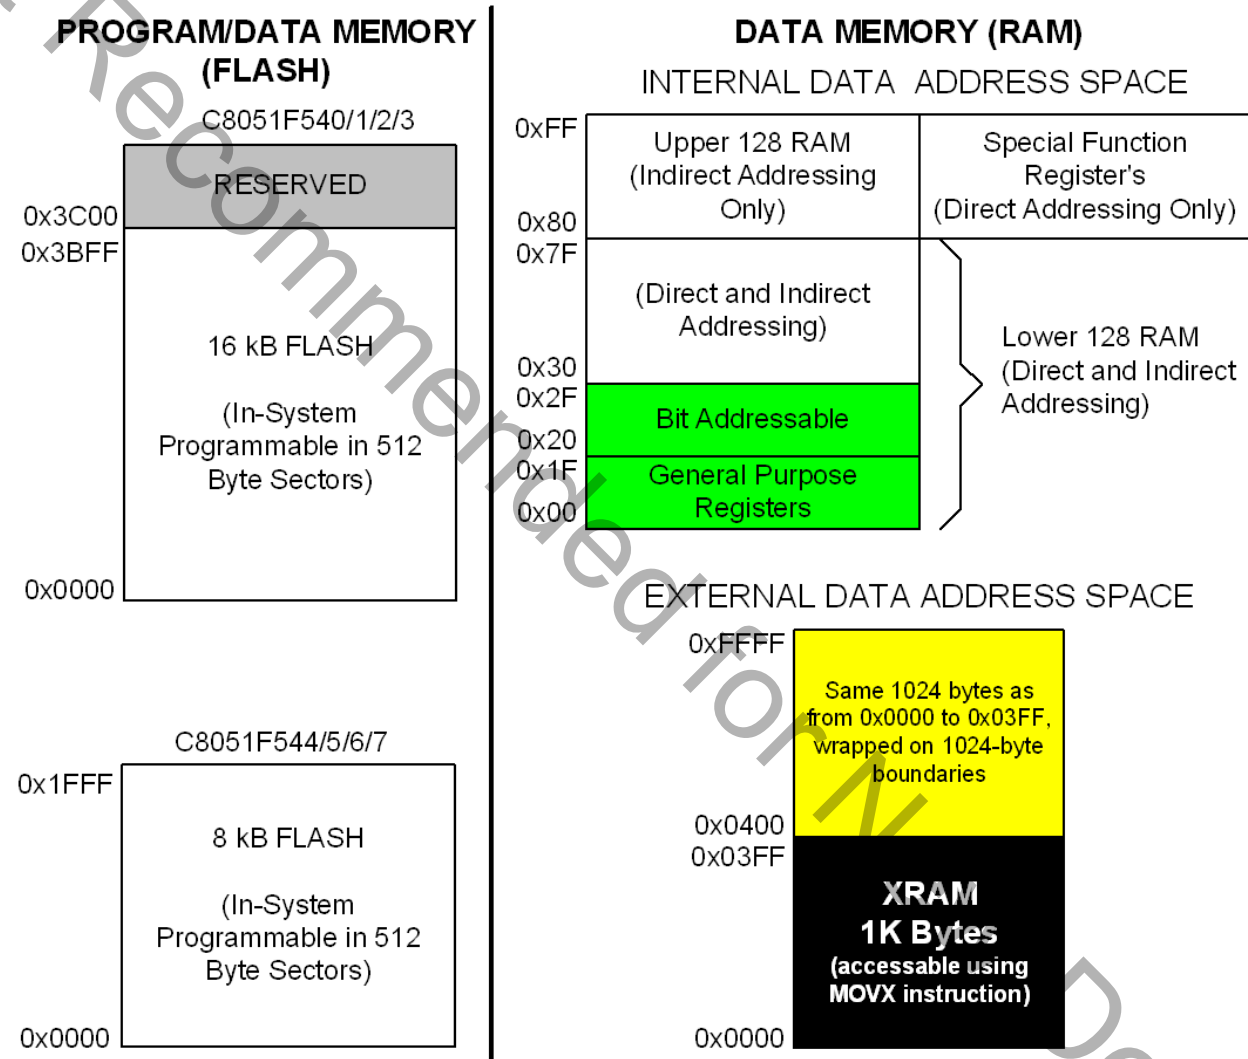 PROGRAM/DATA MEMORY
(FLASH)
C8051F540/1/2/3
RESERVED
0x3C00
0x3BFF
16 kB FLASH
(In-System
Programmable in 512
Byte Sectors)
0x0000
C8051F544/5/6/7
0x1FFF
8 kB FLASH
(In-System
Programmable in 512
Byte Sectors)
0x0000
DATA MEMORY (RAM)
INTERNAL DATA ADDRESS SPACE
0xFF
Upper 128 RAM
(Indirect Addressing
Only)
0x80
Special Function
Register's
(Direct Addressing Only)
0x7F
(Direct and Indirect
Addressing)
0x30
Lower 128 RAM
(Direct and Indirect
Addressing)
0x2F
Bit Addressable
0x20
0x1F
General Purpose
Registers
0x00
EXTERNAL DATA ADDRESS SPACE
0xFFFF
Same 1024 bytes as
from 0x0000 to 0x03FF,
wrapped on 1024-byte
boundaries
0x0400
0x03FF
XRAM
1K Bytes
(accessable using
MOVX instruction)
0x0000
Recommended for N